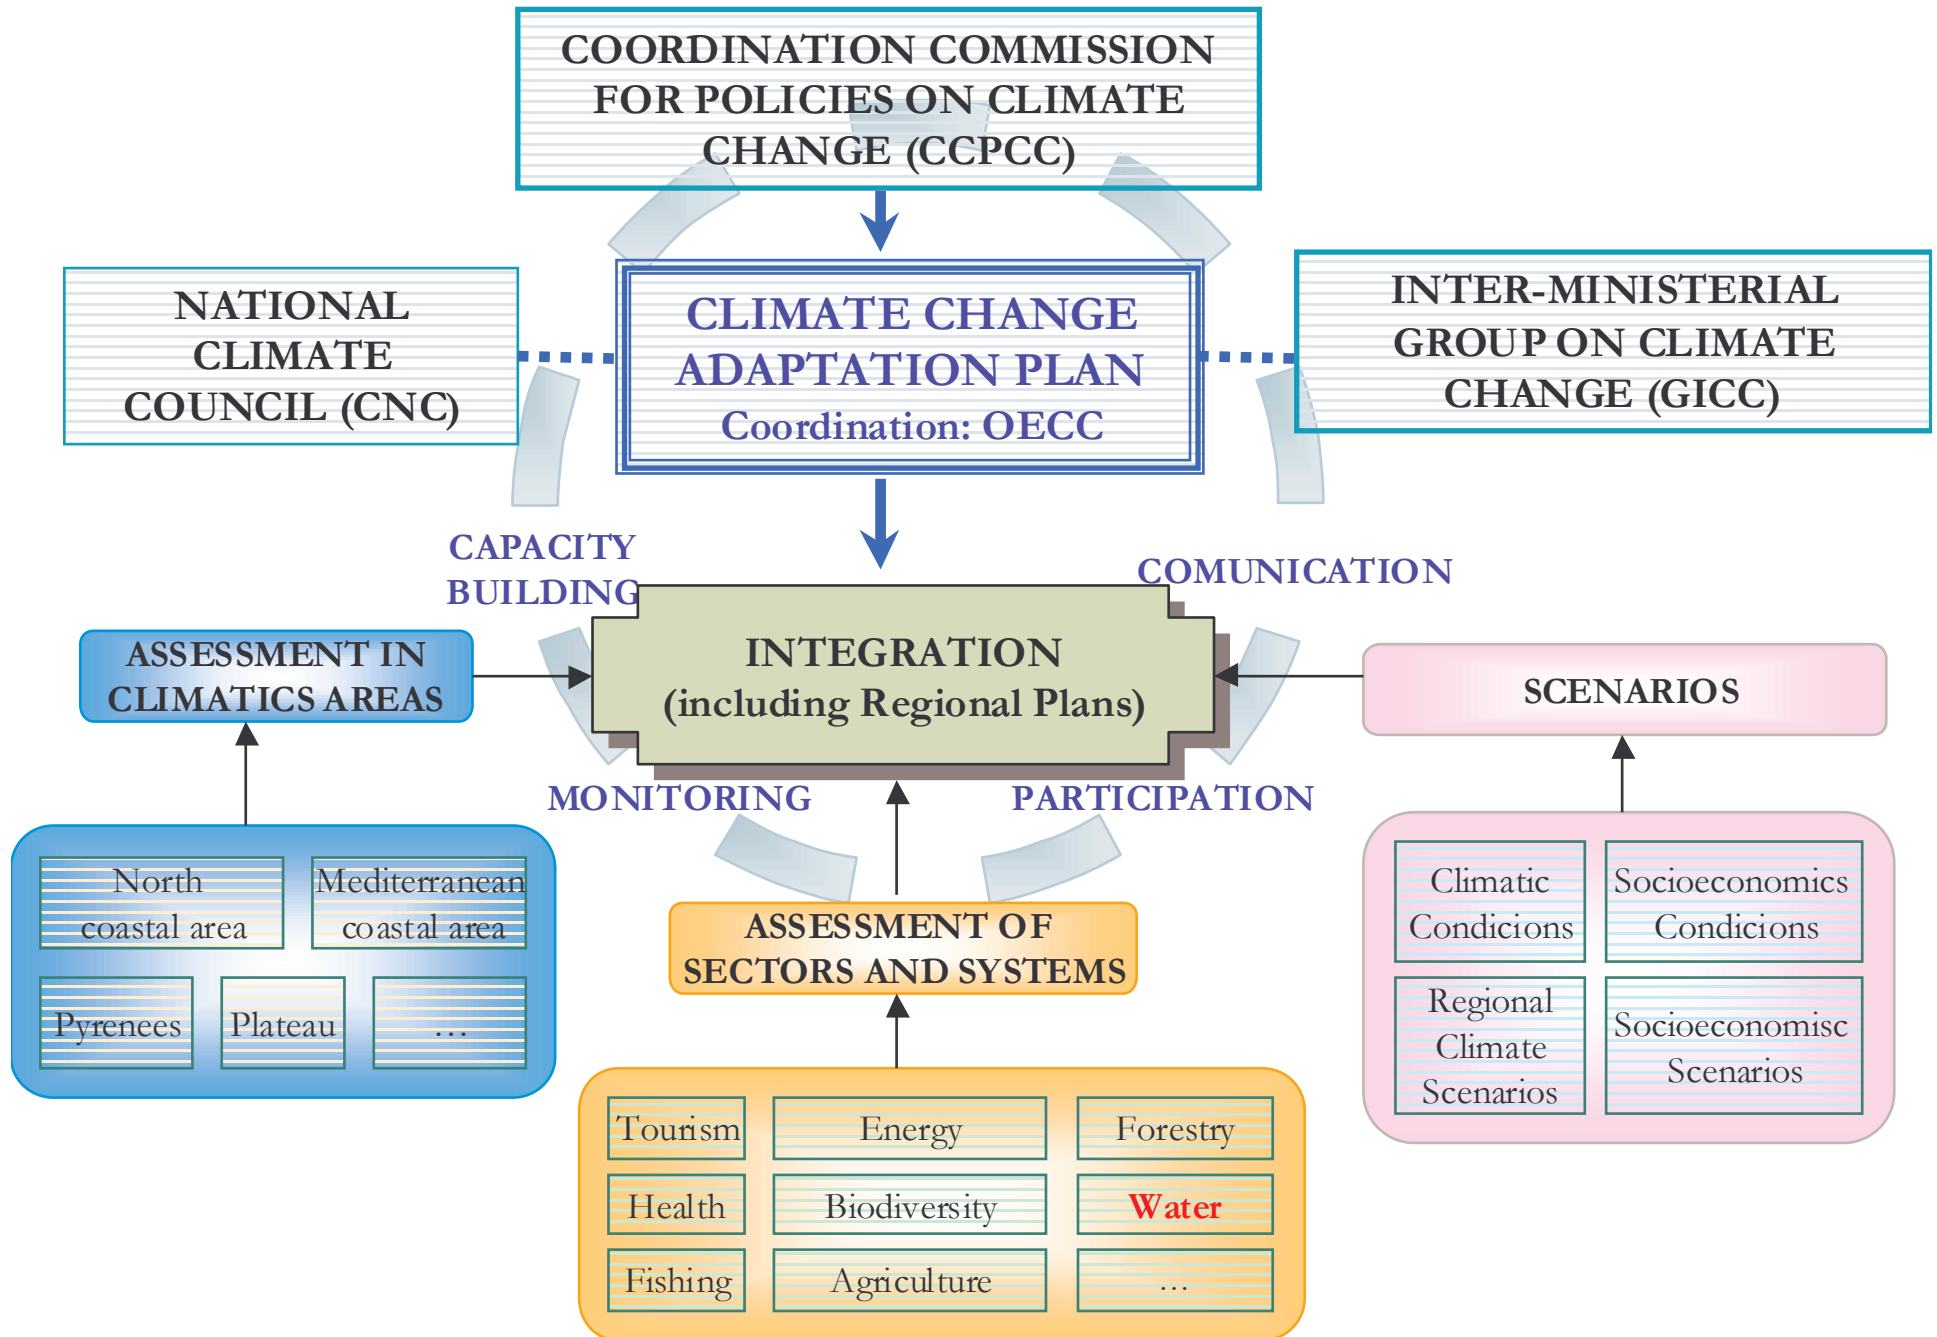 COORDINATION COMMISSION
FOR POLICIES ON CLIMATE
CHANGE (CCPCC)
NATIONAL
CLIMATE
COUNCIL (CNC)
CLIMATE CHANGE
ADAPTATION PLAN
Coordination: OECC
INTER-MINISTERIAL
GROUP ON CLIMATE
CHANGE (GICC)
CAPACITY
BUILDING
COMUNICATION
ASSESSMENT IN
CLIMATICS AREAS
INTEGRATION
(including Regional Plans)
SCENARIOS
MONITORING
PARTICIPATION
North
coastal area
Mediterranean
coastal area
Pyrenees
Plateau
...
ASSESSMENT OF
SECTORS AND SYSTEMS
Climatic
Condicions
Socioeconomics
Condicions
Regional
Climate
Scenarios
Socioeconomisc
Scenarios
Tourism
Energy
Forestry
Health
Biodiversity
Water
Fishing
Agriculture
...